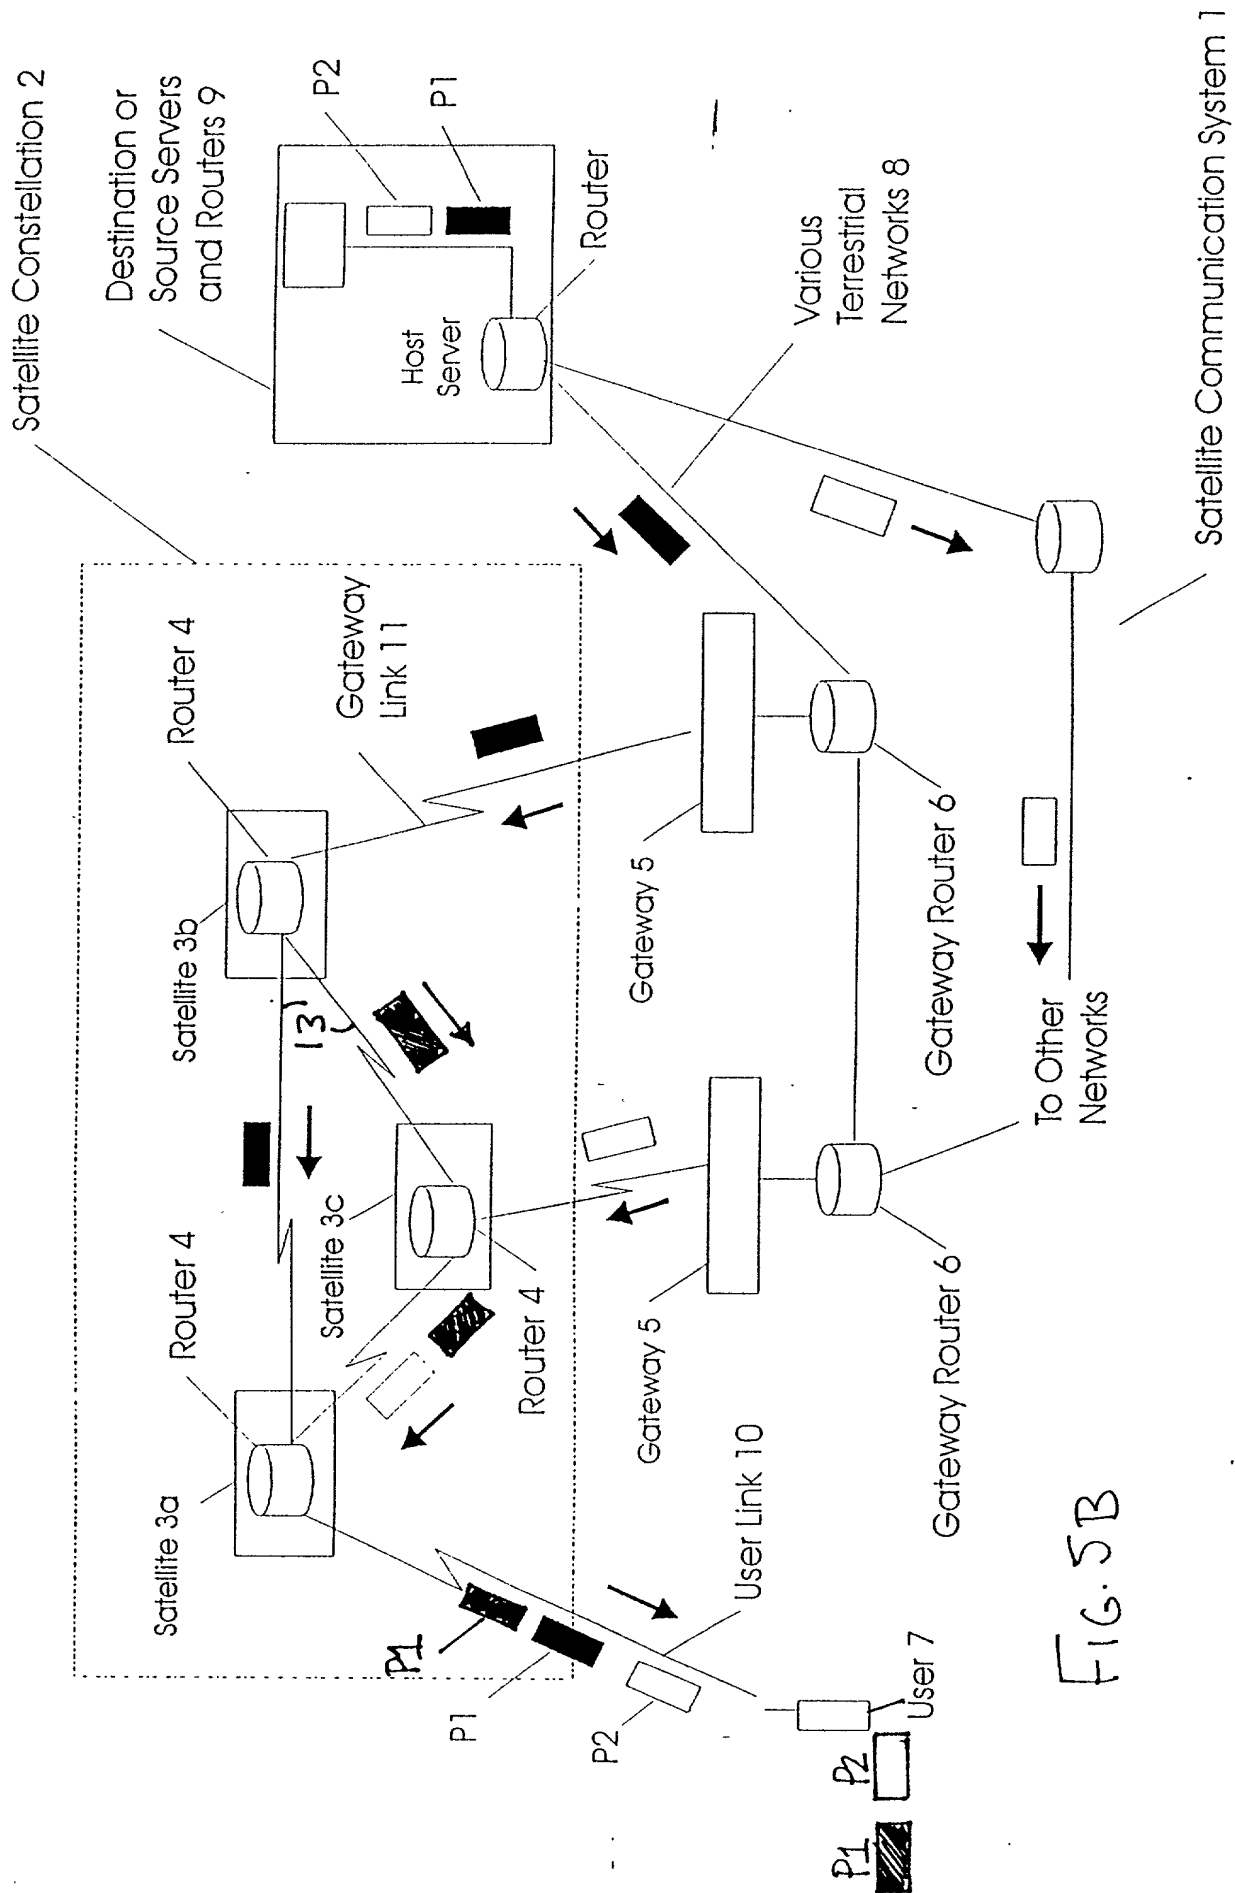 Satellite Constellation 2
Destination or
Source Servers
and Routers 9
P2
P1
Host
Server
Router
Various
Terrestrial
Networks 8
Router 4
Gateway
Link 11
Satellite 3b
13
Router 4
Satellite 3a
Satellite 3c
Router 4
Gateway 5
Gateway Router 6
Gateway 5
Gateway Router 6
To Other
Networks
P1
P1
P2
User Link 10
User 7
P2
P1
Satellite Communication System 1
FIG. 5B